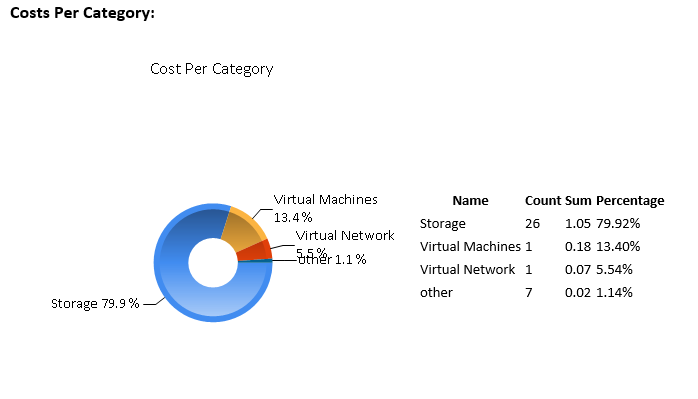 Costs Per Category:
Cost Per Category
Virtual Machines
13.4 %
Virtual Network
5.5 %
other 1.1 %
Storage 79.9 %
Name Count Sum Percentage
Storage 26 1.05 79.92%
Virtual Machines 1 0.18 13.40%
Virtual Network 1 0.07 5.54%
other 7 0.02 1.14%